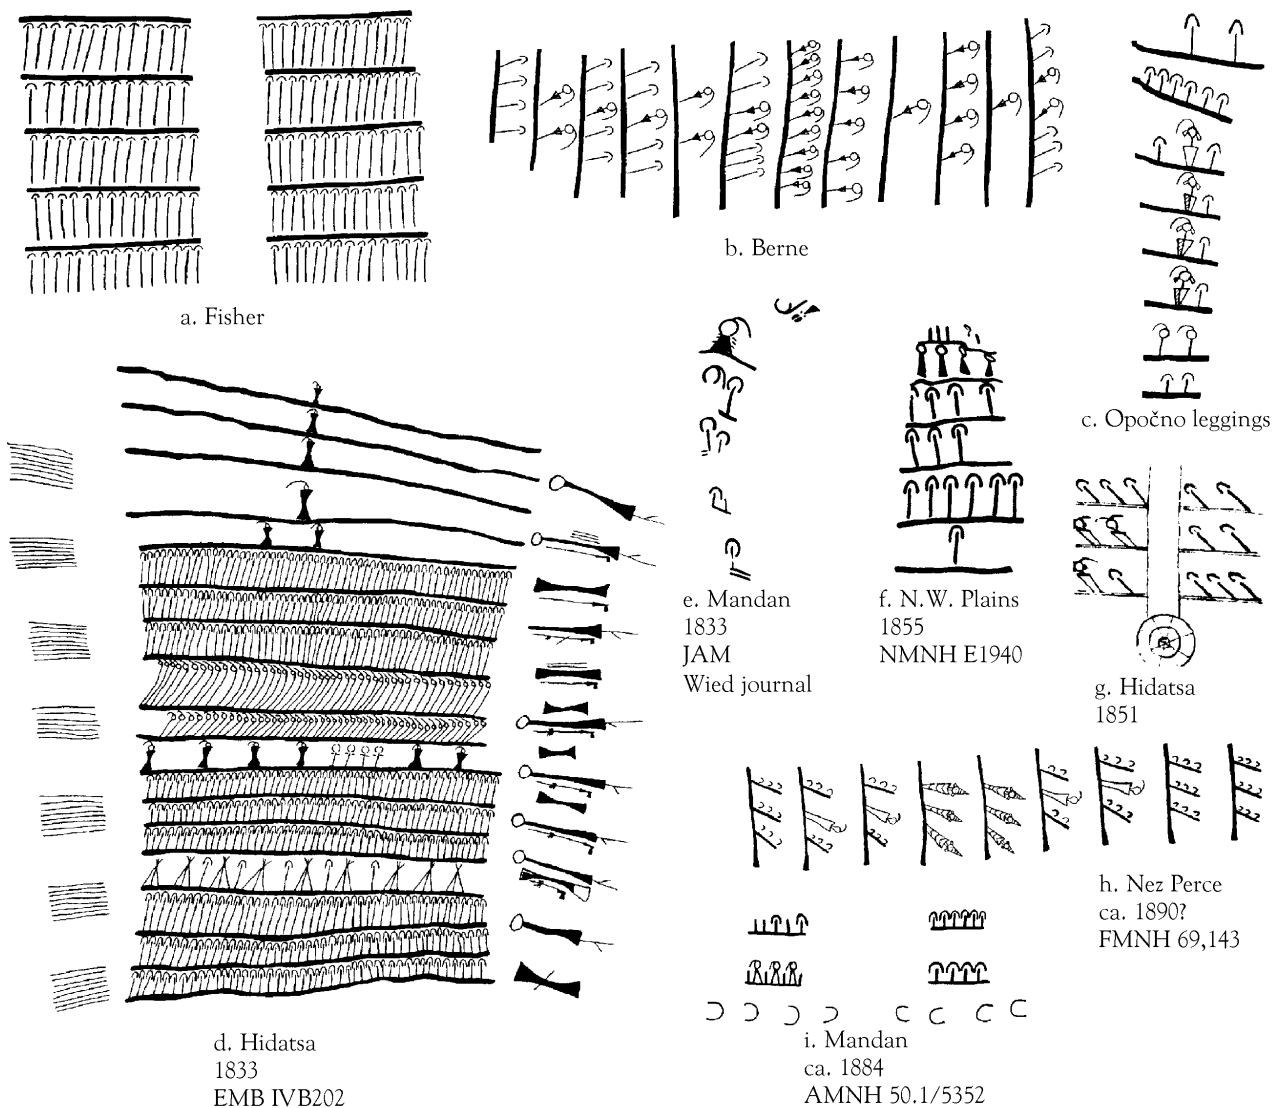 a. Fisher
b. Berne
c. Opočno leggings
d. Hidatsa
1833
EMB IVB202
e. Mandan
1833
JAM
Wied journal
f. N.W. Plains
1855
NMNH E1940
g. Hidatsa
1851
h. Nez Perce
ca. 1890?
FMNH 69,143
i. Mandan
ca. 1884
AMNH 50.1/5352